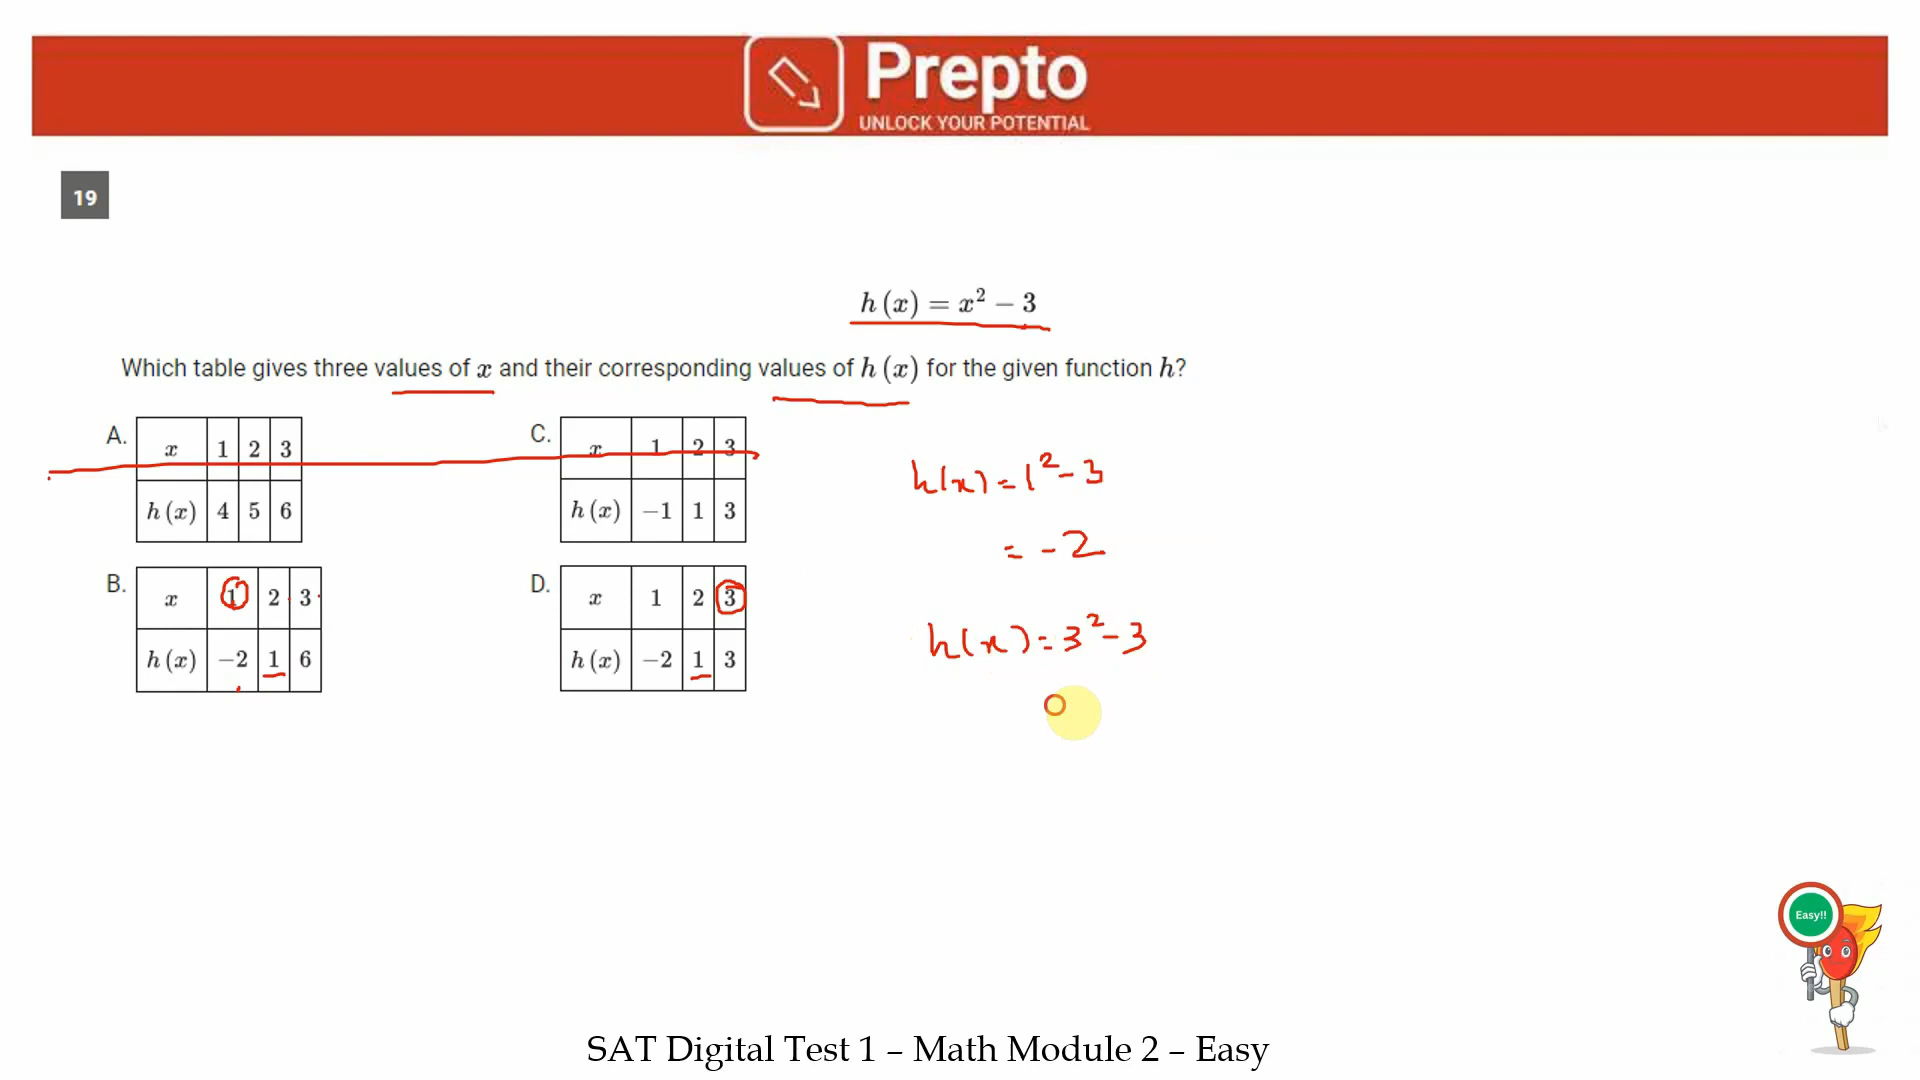 Prepto
UNLOCK YOUR POTENTIAL
19
h (x) = x² − 3
Which table gives three values of x and their corresponding values of h (x) for the given function h?
A.
x 1 2 3
h (x) 4 5 6
C.
x 1 2 3
h (x) −1 1 3
B.
x 1 2 3
h (x) −2 1 6
D.
x 1 2 3
h (x) −2 1 3
h(x) = 1² - 3
= -2
h(x) = 3² - 3
Easy!!
SAT Digital Test 1 – Math Module 2 – Easy